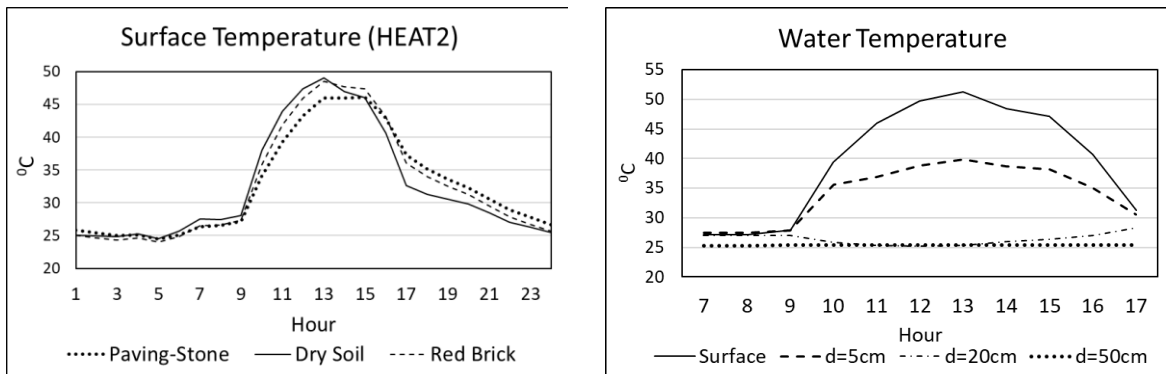 Surface Temperature (HEAT2)
50
45
40
35
30
25
20
⁰C
1 3 5 7 9 11 13 15 17 19 21 23
Hour
Paving-Stone Dry Soil Red Brick
Water Temperature
55
50
45
40
35
30
25
20
⁰C
7 8 9 10 11 12 13 14 15 16 17
Hour
Surface d=5cm d=20cm d=50cm